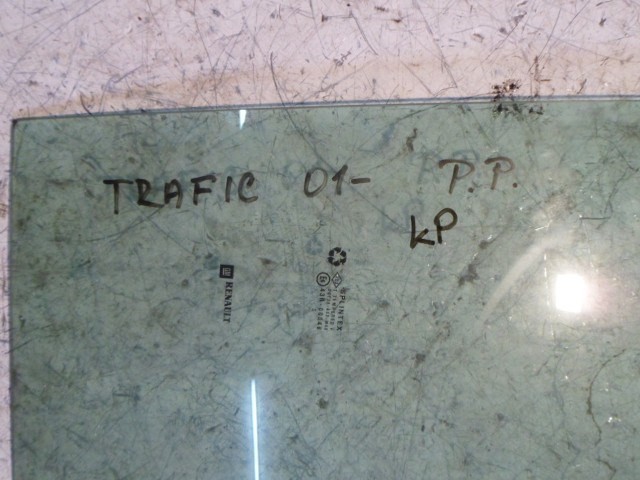 TRAFIC 01- P.P.
KP
RENAULT
SPLINTEX